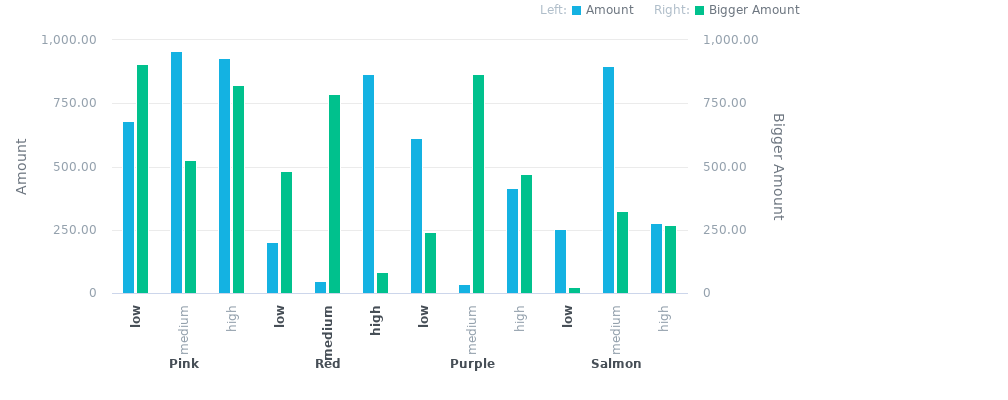 Left: Amount Right: Bigger Amount
1,000.00 1,000.00
750.00 750.00
500.00 500.00
250.00 250.00
0 0
Amount
Bigger Amount
low medium high low medium high low medium high low medium high
Pink Red Purple Salmon